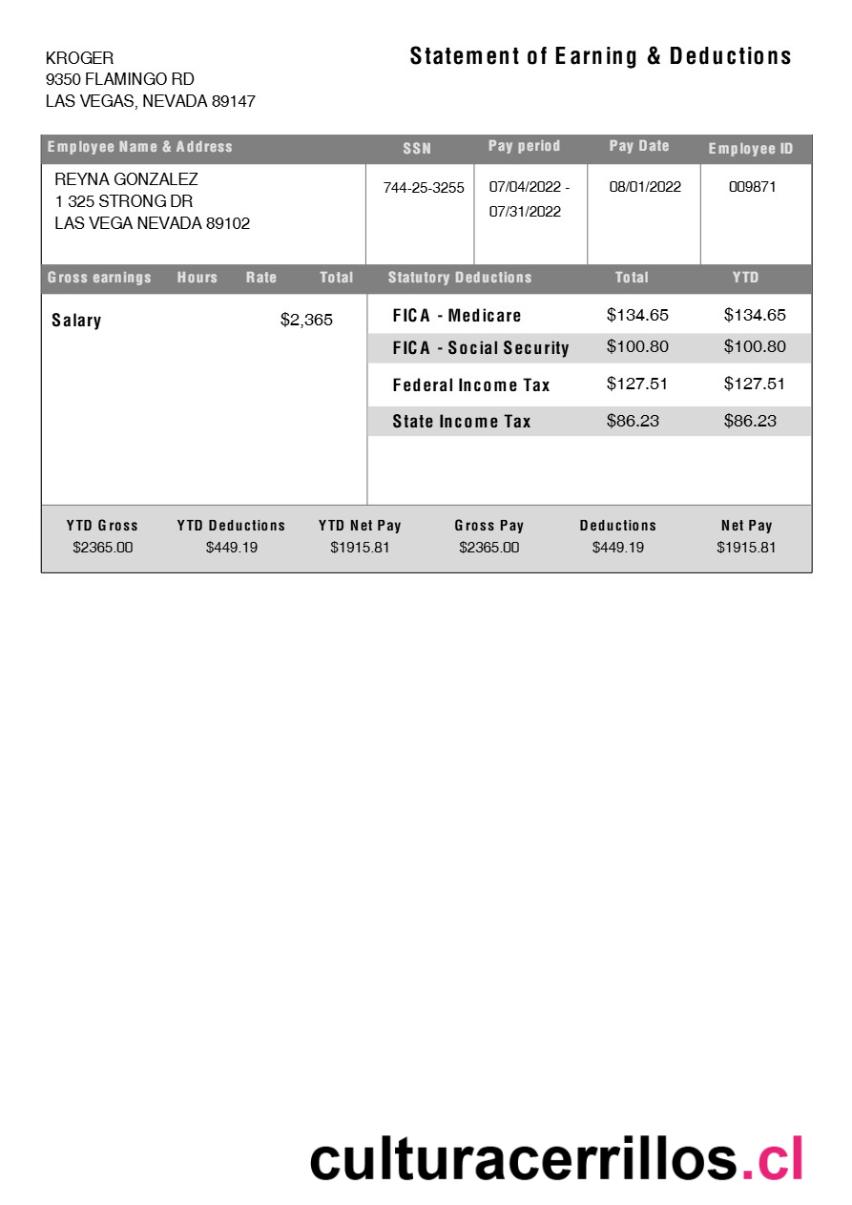 KROGER
9350 FLAMINGO RD
LAS VEGAS, NEVADA 89147
Statement of Earning & Deductions
Employee Name & Address SSN Pay period Pay Date Employee ID
REYNA GONZALEZ
1 325 STRONG DR
LAS VEGA NEVADA 89102
744-25-3255
07/04/2022 -
07/31/2022
08/01/2022
009871
Gross earnings Hours Rate Total Statutory Deductions Total YTD
Salary $2,365
FICA - Medicare $134.65 $134.65
FICA - Social Security $100.80 $100.80
Federal Income Tax $127.51 $127.51
State Income Tax $86.23 $86.23
YTD Gross YTD Deductions YTD Net Pay Gross Pay Deductions Net Pay
$2365.00 $449.19 $1915.81 $2365.00 $449.19 $1915.81
culturacerrillos.cl